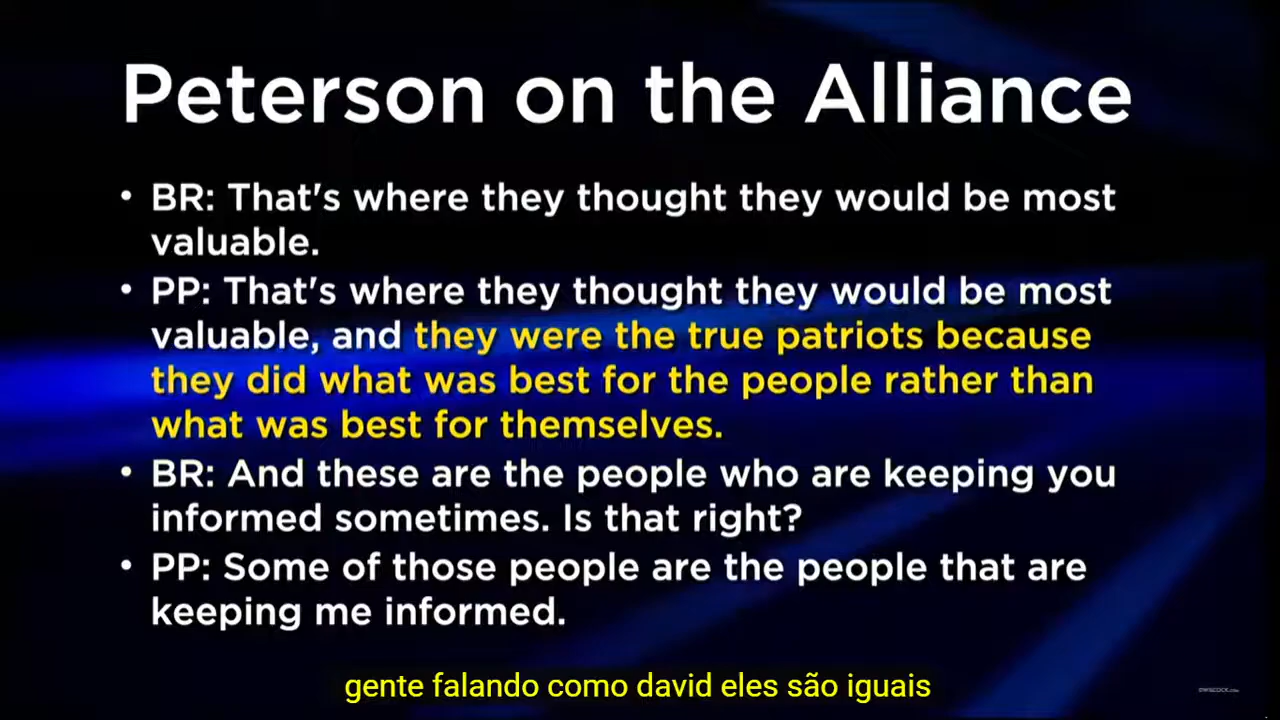 Peterson on the Alliance
• BR: That's where they thought they would be most
valuable.
• PP: That's where they thought they would be most
valuable, and they were the true patriots because
they did what was best for the people rather than
what was best for themselves.
• BR: And these are the people who are keeping you
informed sometimes. Is that right?
• PP: Some of those people are the people that are
keeping me informed.
gente falando como david eles são iguais